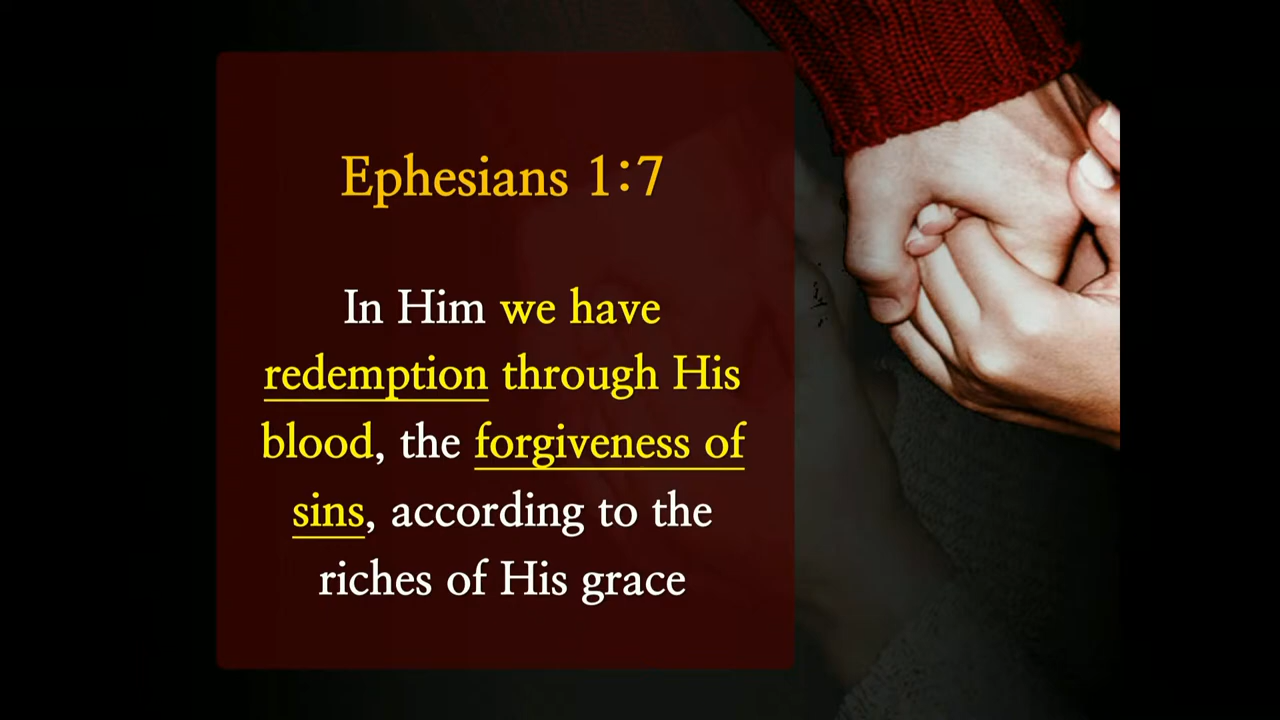 Ephesians 1:7
In Him we have
redemption through His
blood, the forgiveness of
sins, according to the
riches of His grace